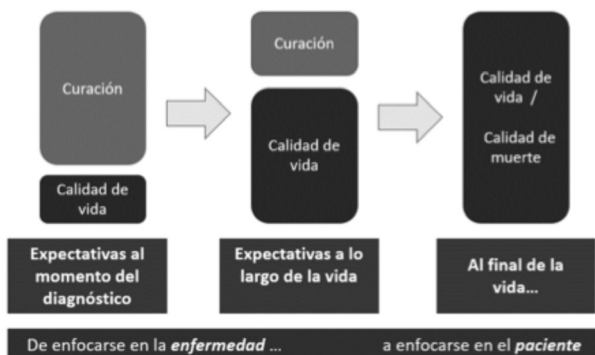 Curación
Calidad de
vida
Expectativas al
momento del
diagnóstico
Curación
Calidad de
vida
Expectativas a lo
largo de la vida
Calidad de
vida /
Calidad de
muerte
Al final de la
vida...
De enfocarse en la enfermedad ... a enfocarse en el paciente